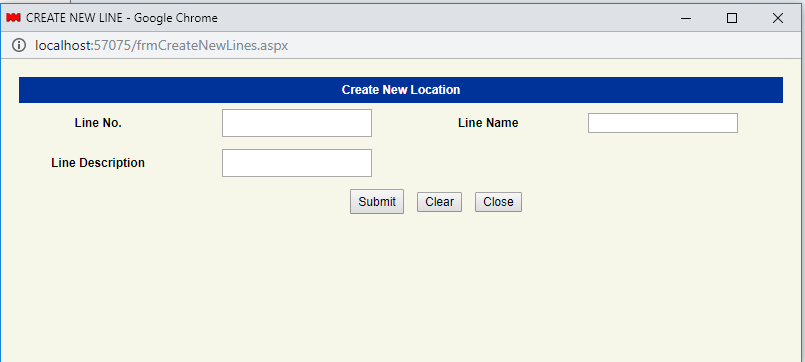 CREATE NEW LINE - Google Chrome
localhost:57075/frmCreateNewLines.aspx
Create New Location
Line No.
Line Name
Line Description
Submit
Clear
Close